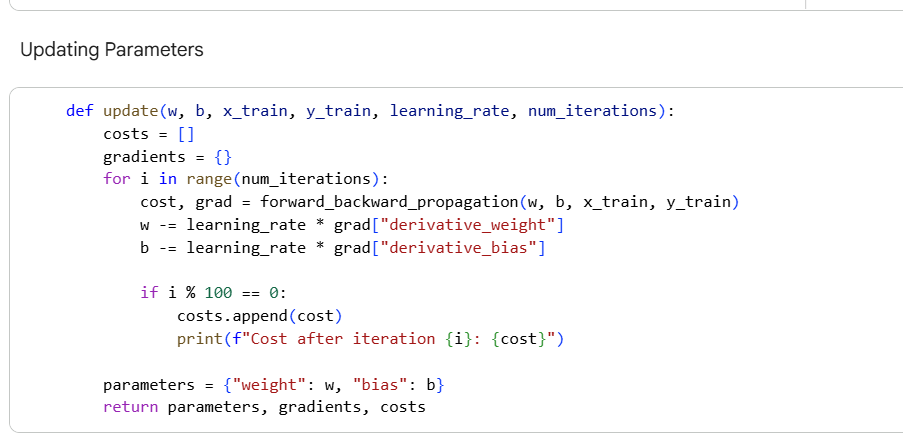 Updating Parameters
def update(w, b, x_train, y_train, learning_rate, num_iterations):
    costs = []
    gradients = {}
    for i in range(num_iterations):
        cost, grad = forward_backward_propagation(w, b, x_train, y_train)
        w -= learning_rate * grad["derivative_weight"]
        b -= learning_rate * grad["derivative_bias"]

        if i % 100 == 0:
            costs.append(cost)
            print(f"Cost after iteration {i}: {cost}")

    parameters = {"weight": w, "bias": b}
    return parameters, gradients, costs